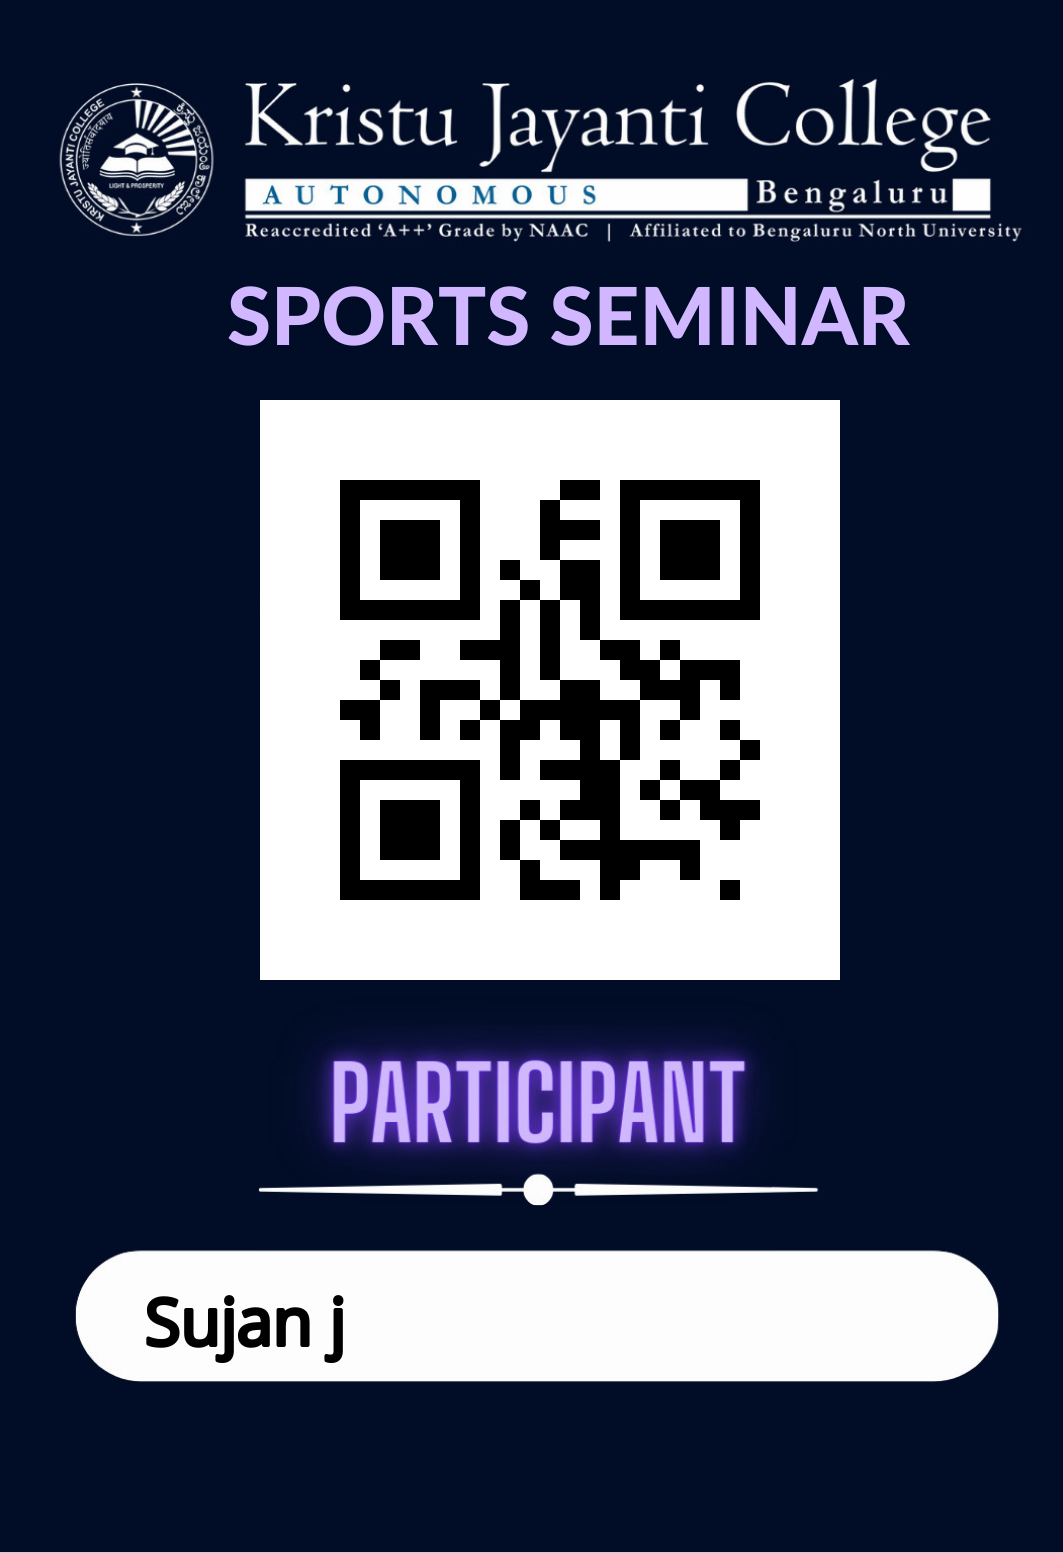 KRISTU JAYANTI COLLEGE
LIGHT & PROSPERITY
Kristu Jayanti College
AUTONOMOUS Bengaluru
Reaccredited ‘A++’ Grade by NAAC | Affiliated to Bengaluru North University
SPORTS SEMINAR
PARTICIPANT
Sujan j